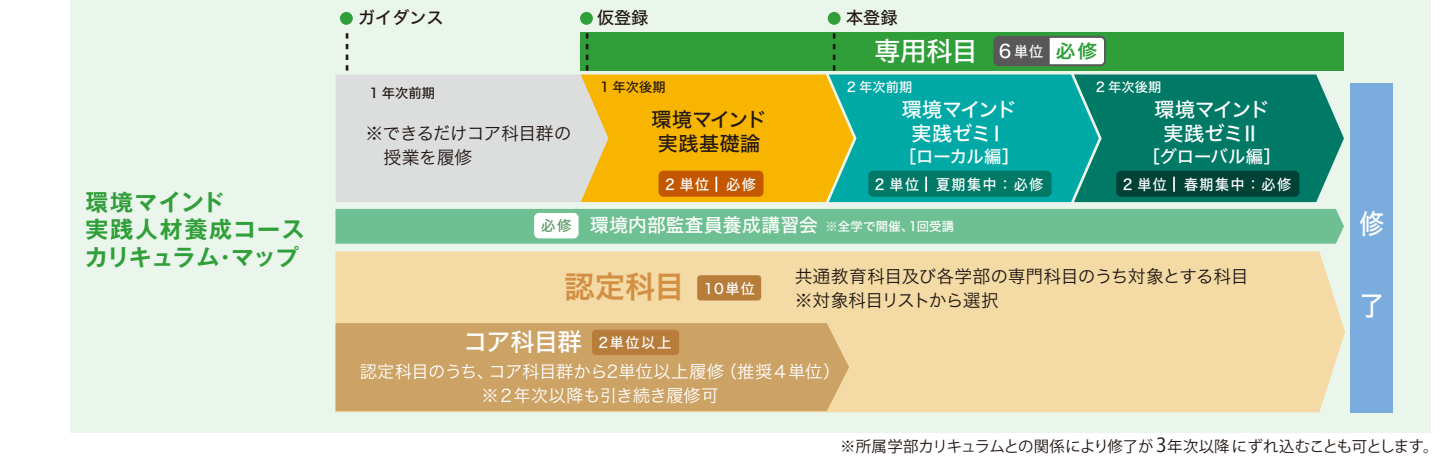 ガイダンス
仮登録
本登録
専用科目 6単位 必修
1年次前期
※できるだけコア科目群の
授業を履修
1年次後期
環境マインド
実践基礎論
2単位 | 必修
2年次前期
環境マインド
実践ゼミⅠ
[ローカル編]
2単位 | 夏期集中：必修
2年次後期
環境マインド
実践ゼミⅡ
[グローバル編]
2単位 | 春期集中：必修
環境マインド
実践人材養成コース
カリキュラム・マップ
必修 環境内部監査員養成講習会 ※全学で開催、1回受講
認定科目 10単位
共通教育科目及び各学部の専門科目のうち対象とする科目
※対象科目リストから選択
コア科目群 2単位以上
認定科目のうち、コア科目群から2単位以上履修（推奨4単位）
※2年次以降も引き続き履修可
修了
※所属学部カリキュラムとの関係により修了が3年次以降にずれ込むことも可とします。